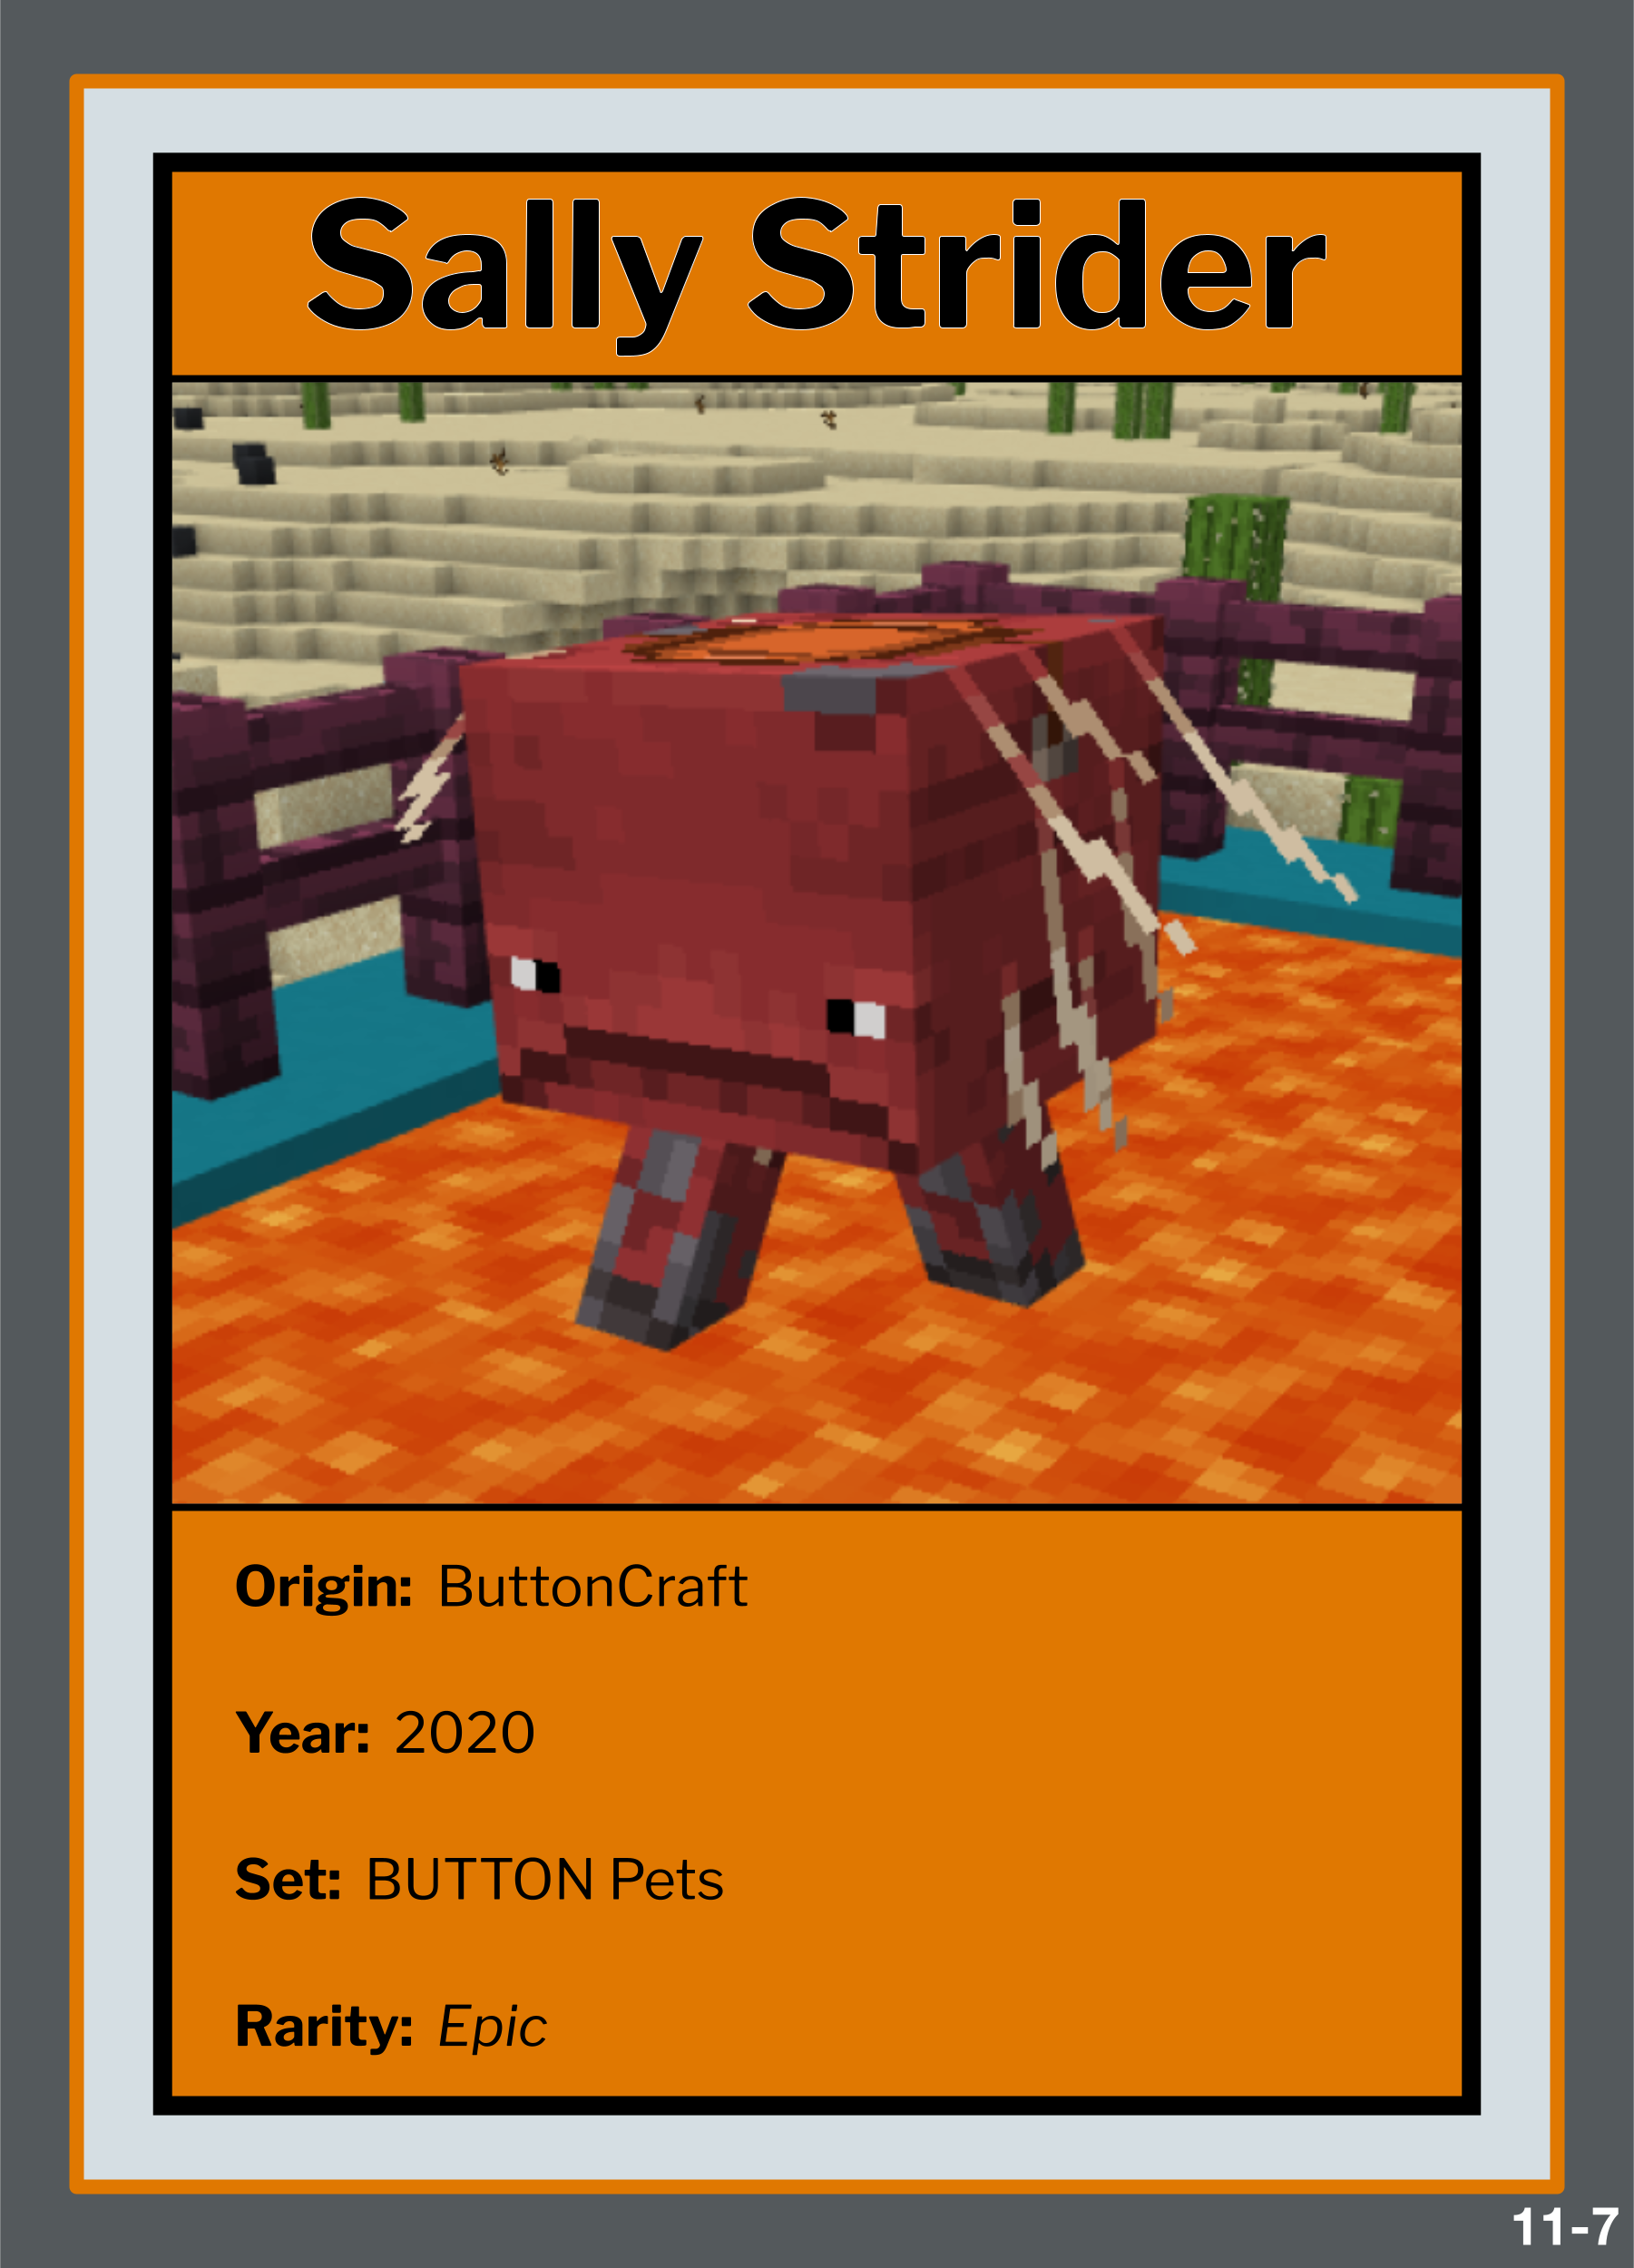 Sally Strider
Origin: ButtonCraft
Year: 2020
Set: BUTTON Pets
Rarity: Epic
11-7